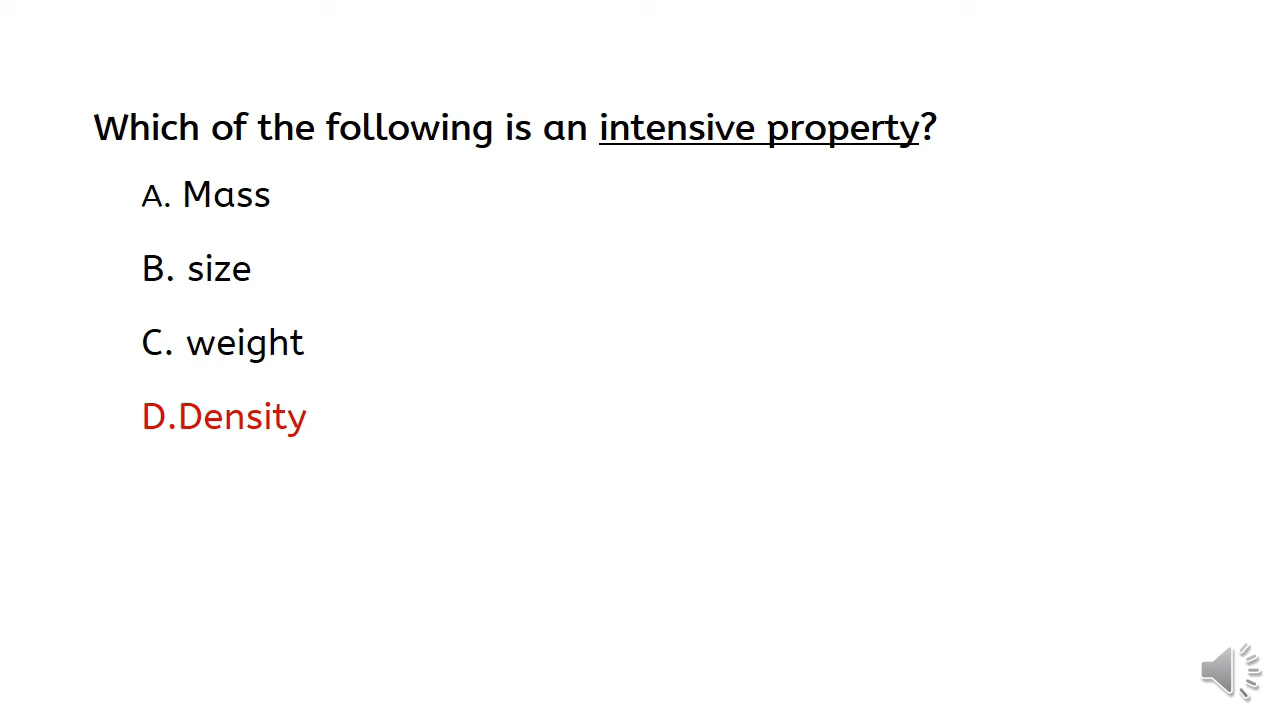 Which of the following is an intensive property?
A. Mass
B. size
C. weight
D.Density